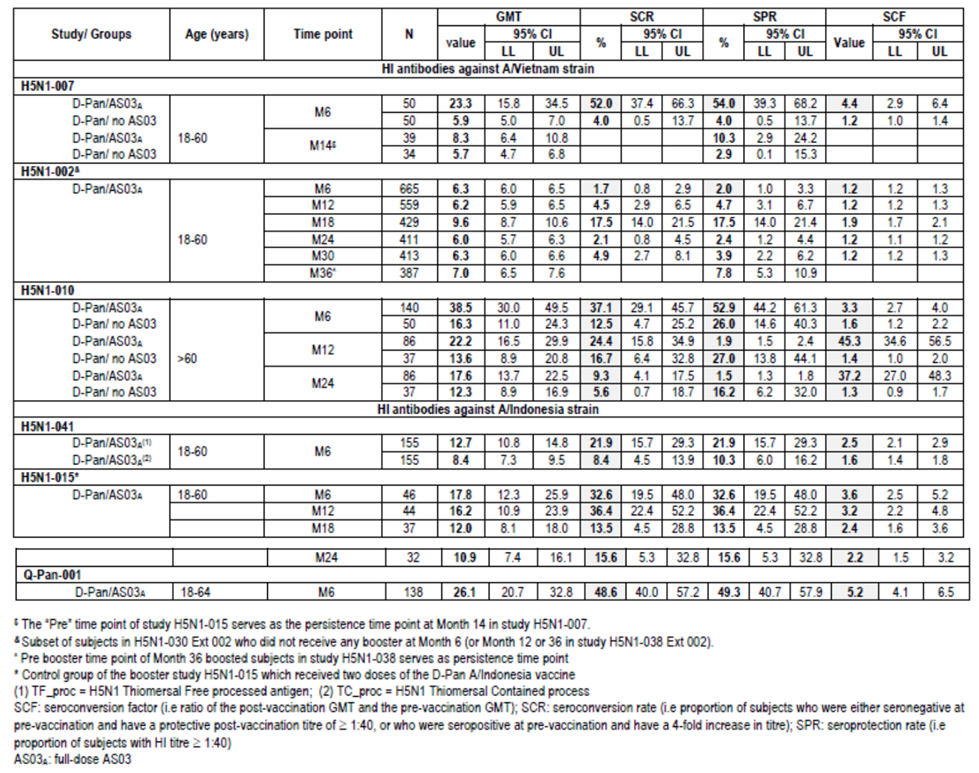 Study/ Groups Age (years) Time point N GMT SCR SPR SCF
value 95% CI % 95% CI % 95% CI Value 95% CI
LL UL LL UL LL UL LL UL
HI antibodies against A/Vietnam strain
H5N1-007
D-Pan/AS03A 18-60 M6 50 23.3 15.8 34.5 52.0 37.4 66.3 54.0 39.3 68.2 4.4 2.9 6.4
D-Pan/ no AS03 50 5.9 5.0 7.0 4.0 0.5 13.7 4.0 0.5 13.7 1.2 1.0 1.4
D-Pan/AS03A M14$ 39 8.3 6.4 10.8 10.3 2.9 24.2
D-Pan/ no AS03 34 5.7 4.7 6.8 2.9 0.1 15.3
H5N1-002&
D-Pan/AS03A 18-60 M6 665 6.3 6.0 6.5 1.7 0.8 2.9 2.0 1.0 3.3 1.2 1.2 1.3
M12 559 6.2 5.9 6.5 4.5 2.9 6.5 4.7 3.1 6.7 1.2 1.2 1.3
M18 429 9.6 8.7 10.6 17.5 14.0 21.5 17.5 14.0 21.4 1.9 1.7 2.1
M24 411 6.0 5.7 6.3 2.1 0.8 4.5 2.4 1.2 4.4 1.2 1.1 1.2
M30 413 6.3 6.0 6.6 4.9 2.7 8.1 3.9 2.2 6.2 1.2 1.2 1.3
M36^ 387 7.0 6.5 7.6 7.8 5.3 10.9
H5N1-010
D-Pan/AS03A >60 M6 140 38.5 30.0 49.5 37.1 29.1 45.7 52.9 44.2 61.3 3.3 2.7 4.0
D-Pan/ no AS03 50 16.3 11.0 24.3 12.5 4.7 25.2 26.0 14.6 40.3 1.6 1.2 2.2
D-Pan/AS03A M12 86 22.2 16.5 29.9 24.4 15.8 34.9 1.9 1.5 2.4 45.3 34.6 56.5
D-Pan/ no AS03 37 13.6 8.9 20.8 16.7 6.4 32.8 27.0 13.8 44.1 1.4 1.0 2.0
D-Pan/AS03A M24 86 17.6 13.7 22.5 9.3 4.1 17.5 1.5 1.3 1.8 37.2 27.0 48.3
D-Pan/ no AS03 37 12.3 8.9 16.9 5.6 0.7 18.7 16.2 6.2 32.0 1.3 0.9 1.7
HI antibodies against A/Indonesia strain
H5N1-041
D-Pan/AS03A(1) 18-60 M6 155 12.7 10.8 14.8 21.9 15.7 29.3 21.9 15.7 29.3 2.5 2.1 2.9
D-Pan/AS03A(2) 155 8.4 7.3 9.5 8.4 4.5 13.9 10.3 6.0 16.2 1.6 1.4 1.8
H5N1-015*
D-Pan/AS03A 18-60 M6 46 17.8 12.3 25.9 32.6 19.5 48.0 32.6 19.5 48.0 3.6 2.5 5.2
M12 44 16.2 10.9 23.9 36.4 22.4 52.2 36.4 22.4 52.2 3.2 2.2 4.8
M18 37 12.0 8.1 18.0 13.5 4.5 28.8 13.5 4.5 28.8 2.4 1.6 3.6
M24 32 10.9 7.4 16.1 15.6 5.3 32.8 15.6 5.3 32.8 2.2 1.5 3.2
Q-Pan-001
D-Pan/AS03A 18-64 M6 138 26.1 20.7 32.8 48.6 40.0 57.2 49.3 40.7 57.9 5.2 4.1 6.5
$ The "Pre" time point of study H5N1-015 serves as the persistence time point at Month 14 in study H5N1-007.
& Subset of subjects in H5N1-030 Ext 002 who did not receive any booster at Month 6 (or Month 12 or 36 in study H5N1-038 Ext 002).
^ Pre booster time point of Month 36 boosted subjects in study H5N1-038 serves as persistence time point
* Control group of the booster study H5N1-015 which received two doses of the D-Pan A/Indonesia vaccine
(1) TF_proc = H5N1 Thiomersal Free processed antigen; (2) TC_proc = H5N1 Thiomersal Contained process
SCF: seroconversion factor (i.e ratio of the post-vaccination GMT and the pre-vaccination GMT); SCR: seroconversion rate (i.e proportion of subjects who were either seronegative at
pre-vaccination and have a protective post-vaccination titre of ≥ 1:40, or who were seropositive at pre-vaccination and have a 4-fold increase in titre); SPR: seroprotection rate (i.e
proportion of subjects with HI titre ≥ 1:40)
AS03A: full-dose AS03